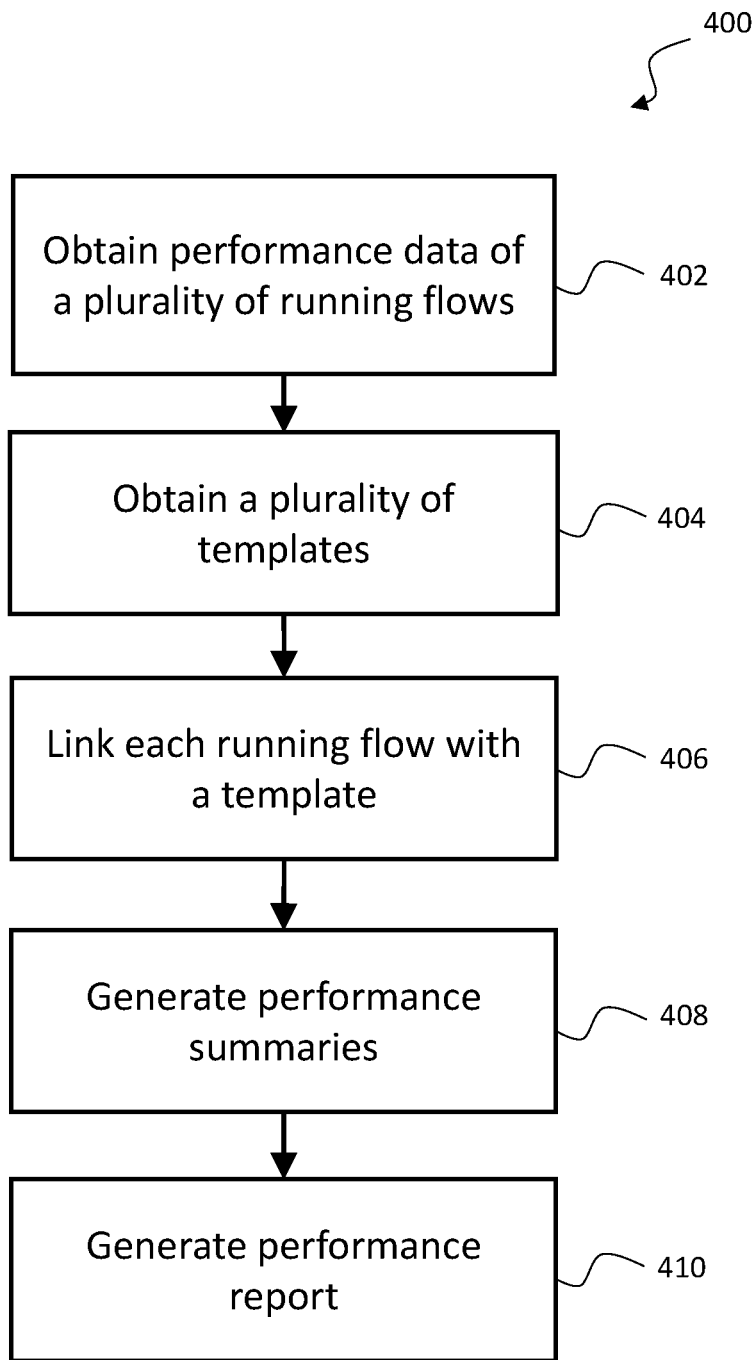 400
Obtain performance data of
a plurality of running flows
402
Obtain a plurality of
templates
404
Link each running flow with
a template
406
Generate performance
summaries
408
Generate performance
report
410